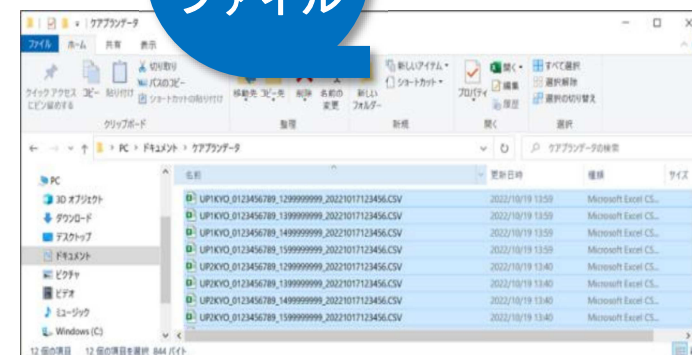 ファイル
ケアプランデータ
ファイル ホーム 共有 表示
クイック アクセス にピン留めする
コピー 貼り付け
切り取り
パスのコピー
ショートカットの貼り付け
移動先 コピー先 削除 名前の変更 新しいフォルダー
新しいアイテム
ショートカット
プロパティ
開く
編集
履歴
すべて選択
選択解除
選択の切り替え
クリップボード 整理 新規 開く 選択
PC > ドキュメント > ケアプランデータ
ケアプランデータの検索
名前 更新日時 種類 サイズ
PC
3D オブジェクト
ダウンロード
デスクトップ
ドキュメント
ピクチャ
ビデオ
ミュージック
Windows (C)
UP1KYO_0123456789_1299999999_20221017123456.CSV 2022/10/19 13:59 Microsoft Excel CS...
UP1KYO_0123456789_1399999999_20221017123456.CSV 2022/10/19 13:59 Microsoft Excel CS...
UP1KYO_0123456789_1499999999_20221017123456.CSV 2022/10/19 13:59 Microsoft Excel CS...
UP1KYO_0123456789_1599999999_20221017123456.CSV 2022/10/19 13:59 Microsoft Excel CS...
UP2KYO_0123456789_1299999999_20221017123456.CSV 2022/10/19 13:40 Microsoft Excel CS...
UP2KYO_0123456789_1399999999_20221017123456.CSV 2022/10/19 13:40 Microsoft Excel CS...
UP2KYO_0123456789_1499999999_20221017123456.CSV 2022/10/19 13:40 Microsoft Excel CS...
UP2KYO_0123456789_1599999999_20221017123456.CSV 2022/10/19 13:40 Microsoft Excel CS...
12 個の項目 12 個の項目を選択 844 バイト